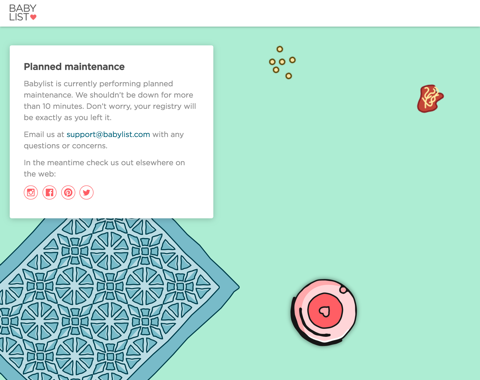 BABY
LIST
Planned maintenance
Babylist is currently performing planned
maintenance. We shouldn't be down for more
than 10 minutes. Don't worry, your registry will
be exactly as you left it.
Email us at support@babylist.com with any
questions or concerns.
In the meantime check us out elsewhere on
the web: